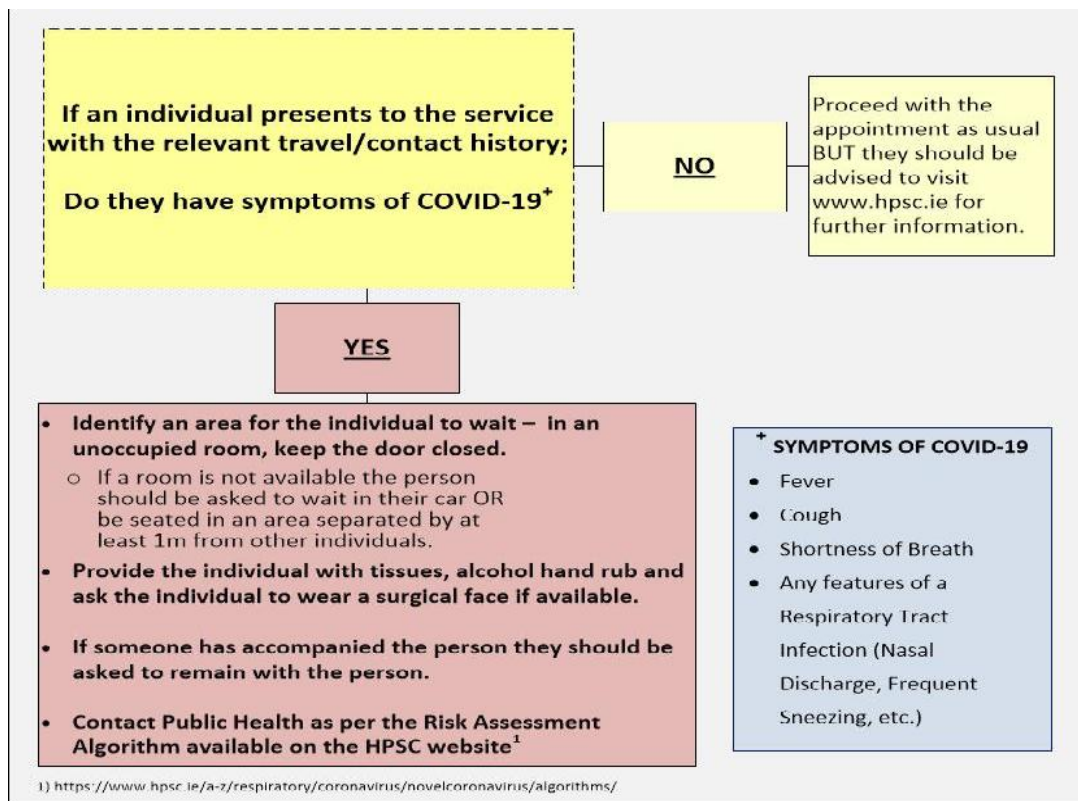 If an individual presents to the service
with the relevant travel/contact history;
Do they have symptoms of COVID-19+
NO
Proceed with the
appointment as usual
BUT they should be
advised to visit
www.hpsc.ie for
further information.
YES
• Identify an area for the individual to wait – in an
unoccupied room, keep the door closed.
o If a room is not available the person
should be asked to wait in their car OR
be seated in an area separated by at
least 1m from other individuals.
• Provide the individual with tissues, alcohol hand rub and
ask the individual to wear a surgical face if available.
• If someone has accompanied the person they should be
asked to remain with the person.
• Contact Public Health as per the Risk Assessment
Algorithm available on the HPSC website1
+ SYMPTOMS OF COVID-19
• Fever
• Cough
• Shortness of Breath
• Any features of a
Respiratory Tract
Infection (Nasal
Discharge, Frequent
Sneezing, etc.)
1) https://www.hpsc.ie/a-z/respiratory/coronavirus/novelcoronavirus/algorithms/